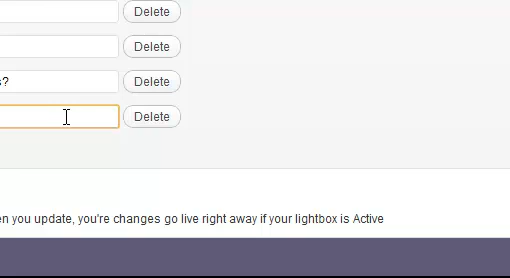 Delete
Delete
s? Delete
Delete
en you update, you're changes go live right away if your lightbox is Active